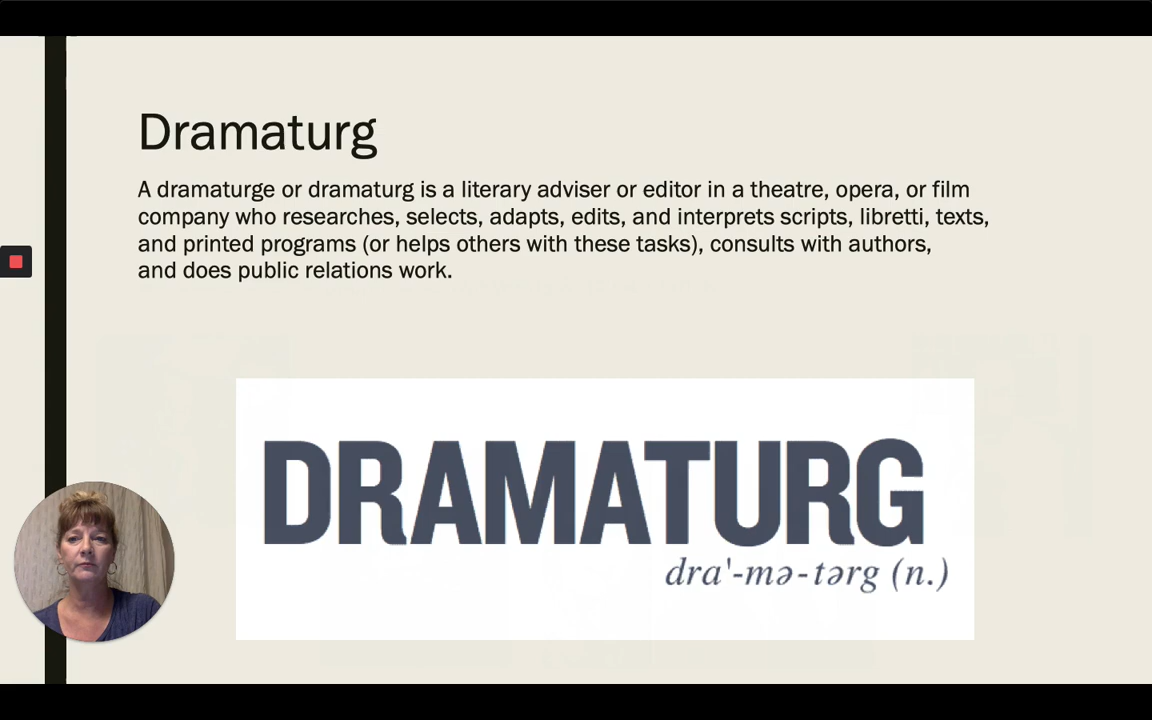 Dramaturg
A dramaturge or dramaturg is a literary adviser or editor in a theatre, opera, or film
company who researches, selects, adapts, edits, and interprets scripts, libretti, texts,
and printed programs (or helps others with these tasks), consults with authors,
and does public relations work.
DRAMATURG
dra'-mə-tərg (n.)